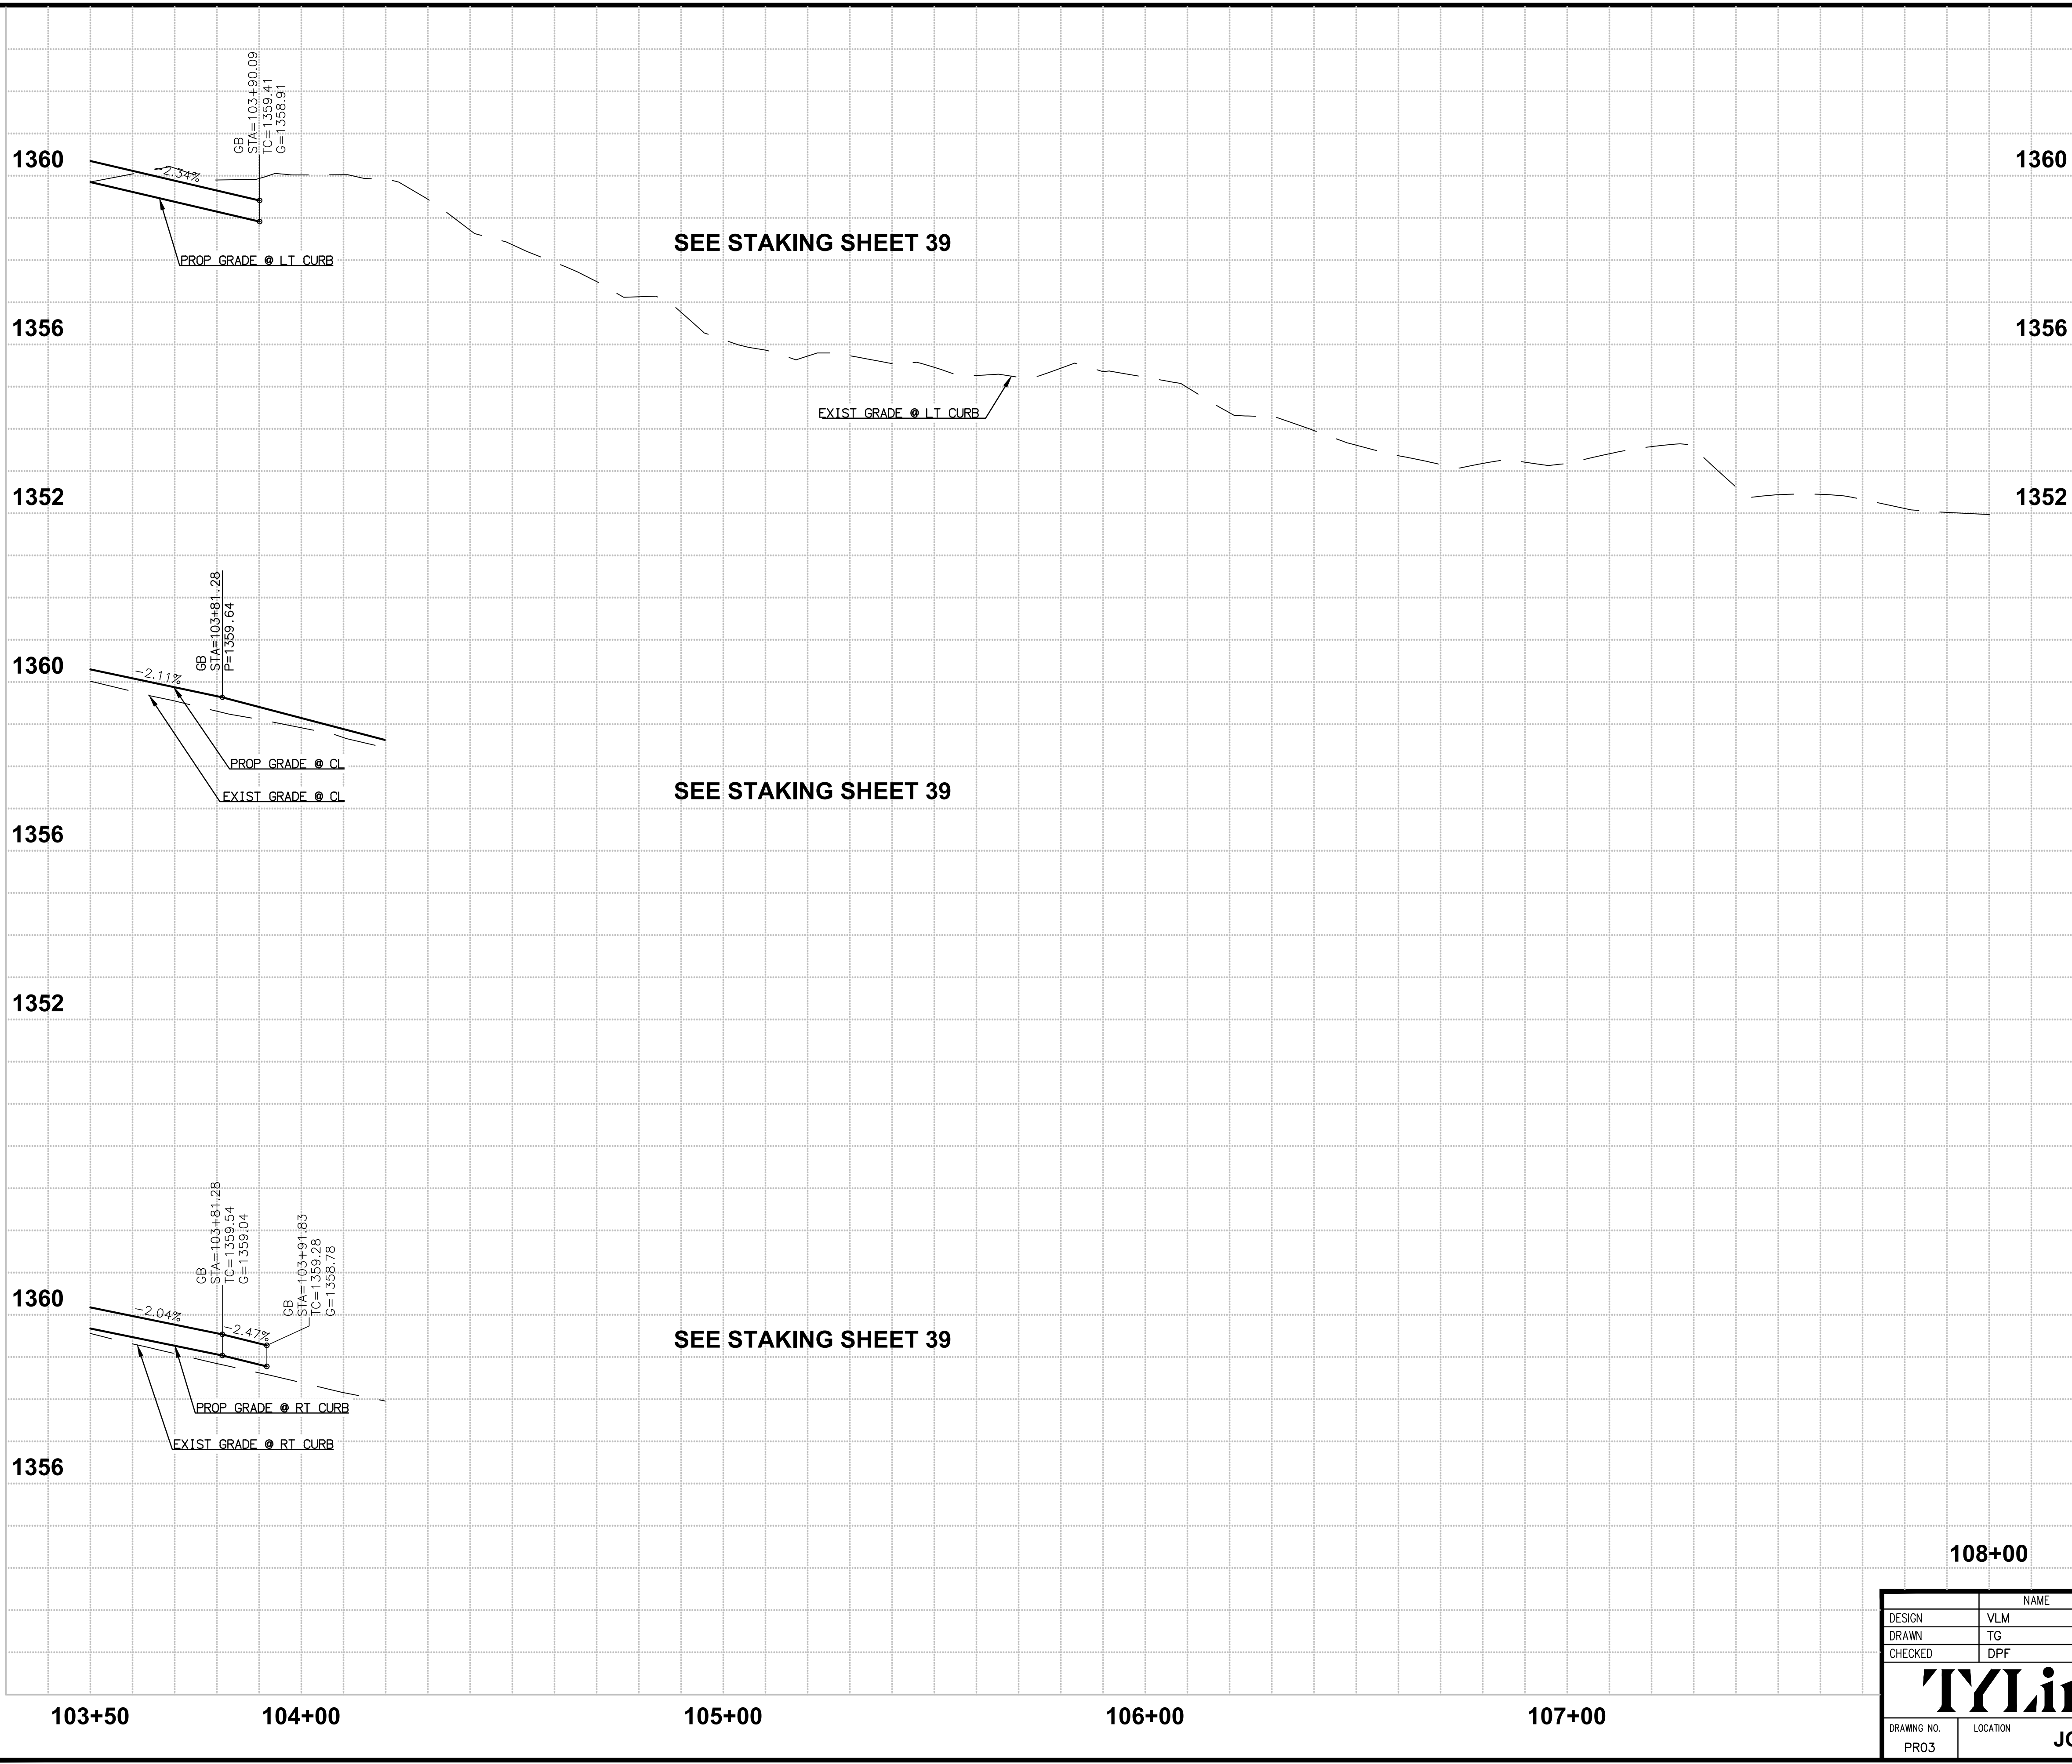 GB
STA=103+90.09
TC=1359.41
G=1358.91
1360
1360
-2.34%
SEE STAKING SHEET 39
PROP GRADE @ LT CURB
1356
1356
EXIST GRADE @ LT CURB
1352
1352
GB
STA=103+81.28
P=1359.64
1360
-2.11%
PROP GRADE @ CL
SEE STAKING SHEET 39
EXIST GRADE @ CL
1356
1352
GB
STA=103+81.28
TC=1359.54
G=1359.04
GB
STA=103+91.83
TC=1359.28
G=1358.78
1360
-2.04%
-2.47%
SEE STAKING SHEET 39
PROP GRADE @ RT CURB
EXIST GRADE @ RT CURB
1356
108+00
NAME
DESIGN VLM
DRAWN TG
CHECKED DPF
103+50 104+00 105+00 106+00 107+00
DRAWING NO. LOCATION
PR03